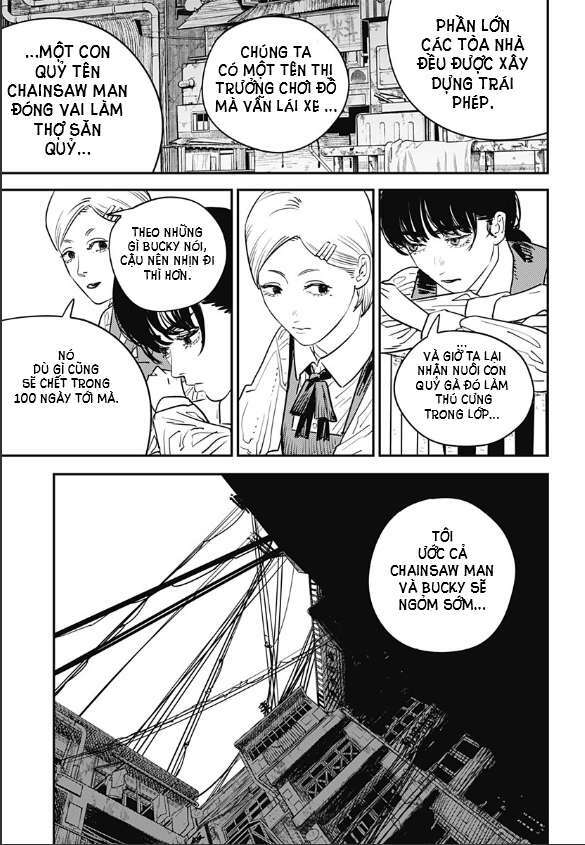 PHẦN LỚN
CÁC TÒA NHÀ
ĐỀU ĐƯỢC XÂY
DỰNG TRÁI
PHÉP.
CHÚNG TA
CÓ MỘT TÊN THỊ
TRƯỞNG CHƠI ĐỒ
MÀ VẪN LÁI XE ...
...MỘT CON
QUỶ TÊN
CHAINSAW MAN
ĐÓNG VAI LÀM
THỢ SĂN
QUỶ...
VÀ GIỜ TA LẠI
NHẬN NUÔI CON
QUỶ GÀ ĐÓ LÀM
THÚ CƯNG
TRONG LỚP...
THEO NHỮNG
GÌ BUCKY NÓI,
CẬU NÊN NHỊN ĐI
THÌ HƠN.
NÓ
DÙ GÌ CŨNG
SẼ CHẾT TRONG
100 NGÀY TỚI MÀ.
TÔI
ƯỚC CẢ
CHAINSAW MAN
VÀ BUCKY SẼ
NGỎM SỚM...